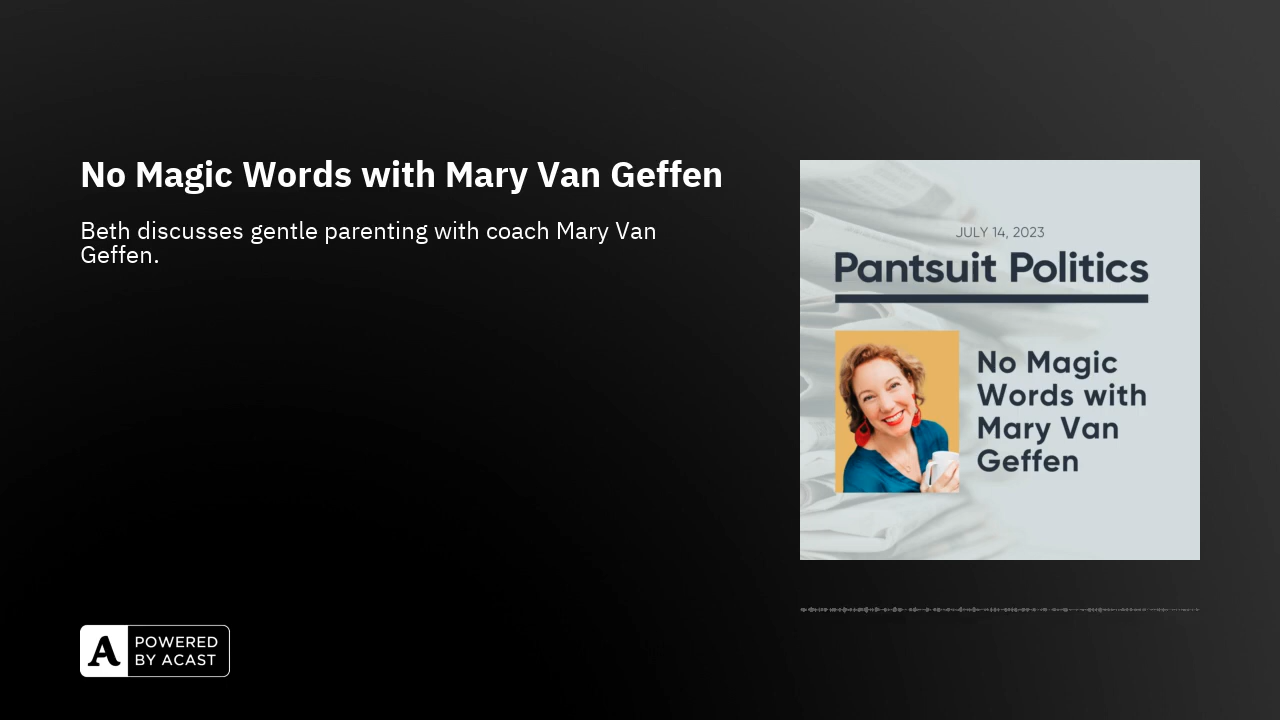 No Magic Words with Mary Van Geffen
Beth discusses gentle parenting with coach Mary Van
Geffen.
JULY 14, 2023
Pantsuit Politics
No Magic
Words with
Mary Van
Geffen
A
POWERED
BY ACAST